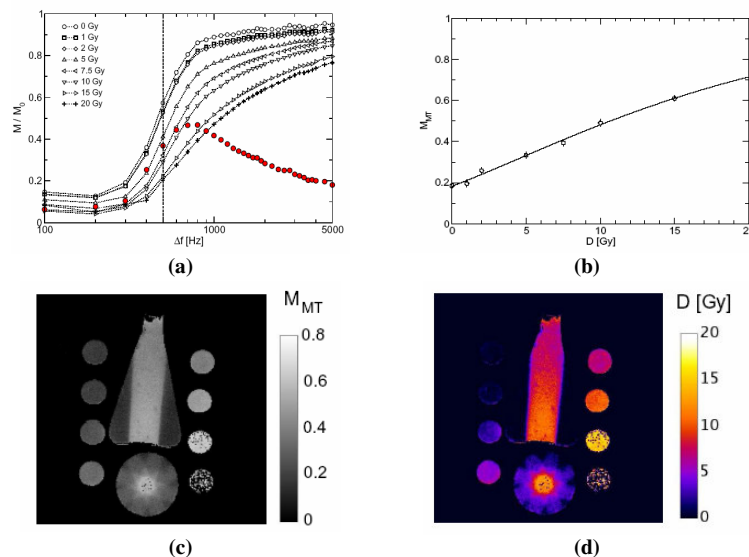 1
0.8
0.6
0.4
0.2
0
M / M0
0 Gy
1 Gy
2 Gy
5 Gy
7.5 Gy
10 Gy
15 Gy
20 Gy
100
1000
5000
Δf [Hz]
(a)
1
0.8
0.6
0.4
0.2
0
M_MT
0
5
10
15
2
D [Gy]
(b)
M_MT
0.8
0.6
0.4
0.2
0
(c)
D [Gy]
20
15
10
5
0
(d)